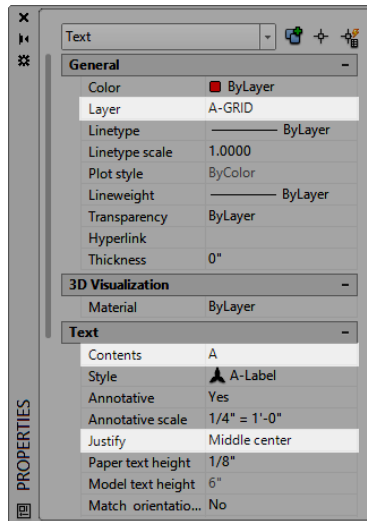 Text
General
Color ByLayer
Layer A-GRID
Linetype ByLayer
Linetype scale 1.0000
Plot style ByColor
Lineweight ByLayer
Transparency ByLayer
Hyperlink
Thickness 0"
3D Visualization
Material ByLayer
Text
Contents A
Style A-Label
Annotative Yes
Annotative scale 1/4" = 1'-0"
Justify Middle center
Paper text height 1/8"
Model text height 6"
Match orientatio... No
PROPERTIES